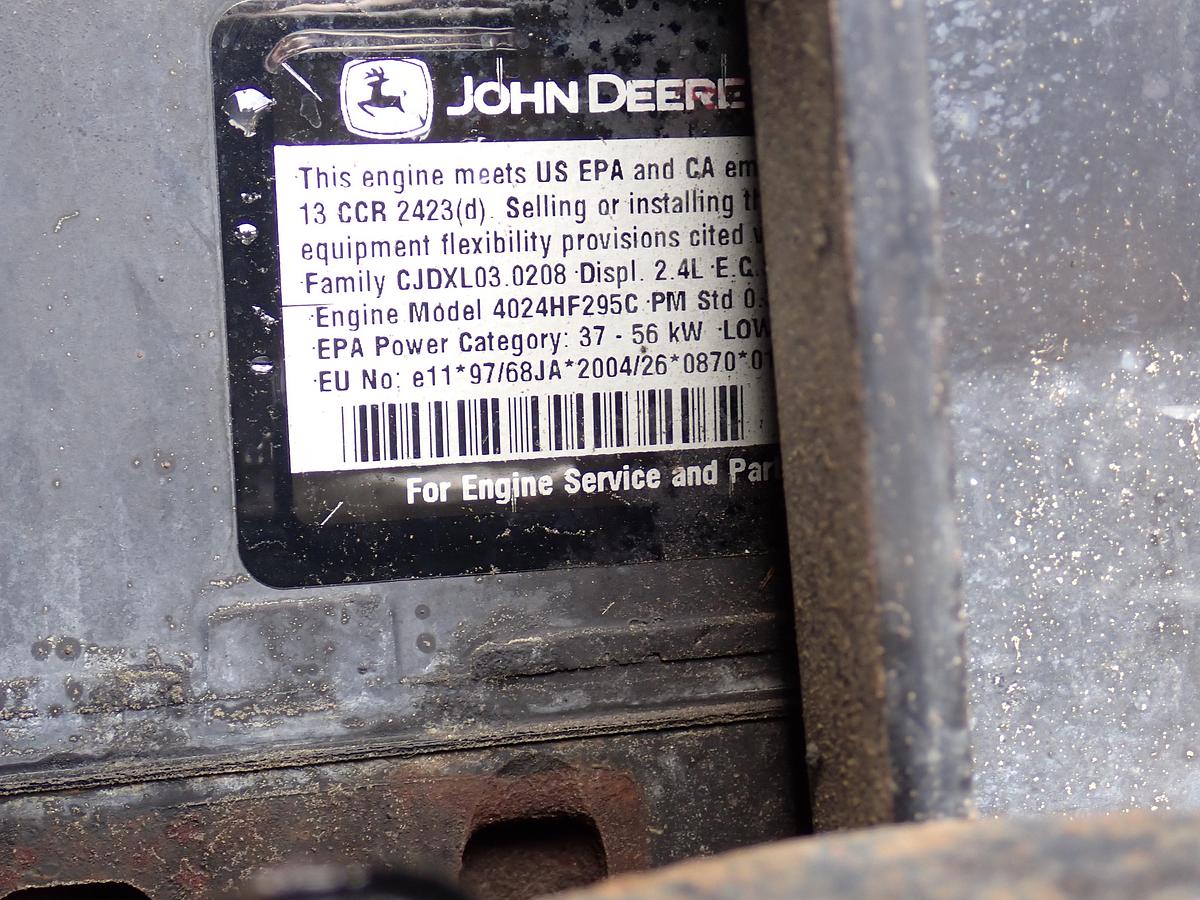 JOHN DEERE
This engine meets US EPA and CA em
13 CCR 2423(d). Selling or installing th
equipment flexibility provisions cited
Family CJDXL03.0208 Displ. 2.4L E.C.
Engine Model 4024HF295C PM Std 0.
EPA Power Category: 37 - 56 kW LOW
EU No: e11*97/68JA*2004/26*0870*0
For Engine Service and Par